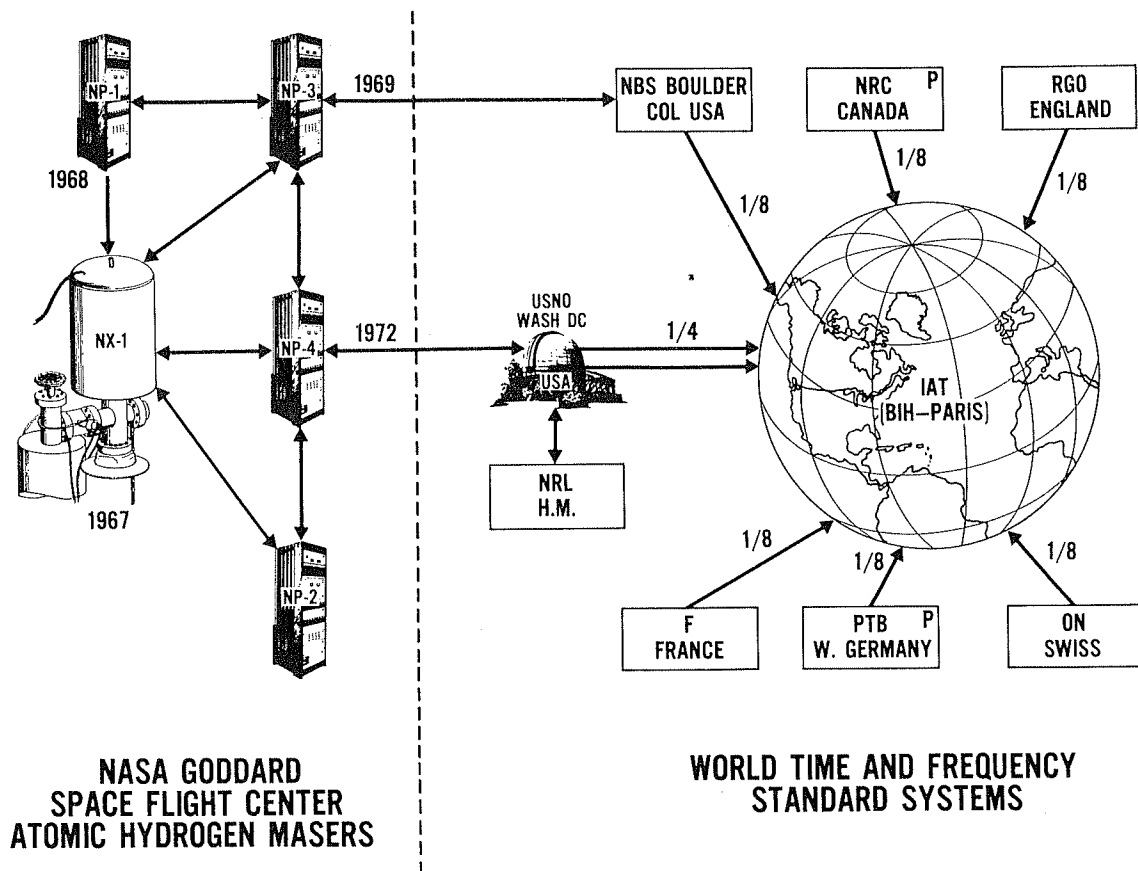 NP-1
NP-3
1969
NBS BOULDER
COL USA
NRC P
CANADA
RGO
ENGLAND
1968
1/8
1/8
1/8
NX-1
NP-4
1972
USNO
WASH DC
USA
1/4
IAT
(BIH–PARIS)
NRL
H.M.
1967
NP-2
1/8
1/8
1/8
F
FRANCE
PTB P
W. GERMANY
ON
SWISS
NASA GODDARD
SPACE FLIGHT CENTER
ATOMIC HYDROGEN MASERS
WORLD TIME AND FREQUENCY
STANDARD SYSTEMS